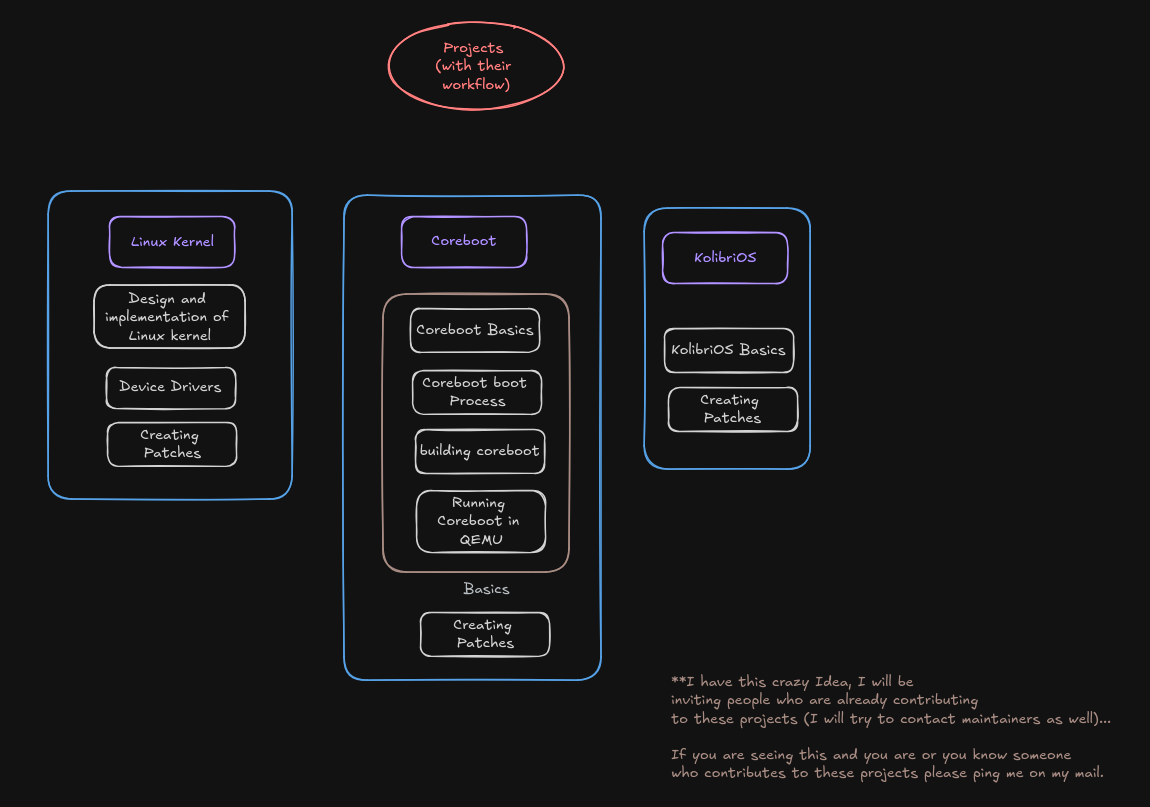 Projects
(with their
workflow)
Linux Kernel
Design and
implementation of
Linux kernel
Device Drivers
Creating
Patches
Coreboot
Coreboot Basics
Coreboot boot
Process
building coreboot
Running
Coreboot in
QEMU
Basics
Creating
Patches
KolibriOS
KolibriOS Basics
Creating
Patches
**I have this crazy Idea, I will be
inviting people who are already contributing
to these projects (I will try to contact maintainers as well)...
If you are seeing this and you are or you know someone
who contributes to these projects please ping me on my mail.